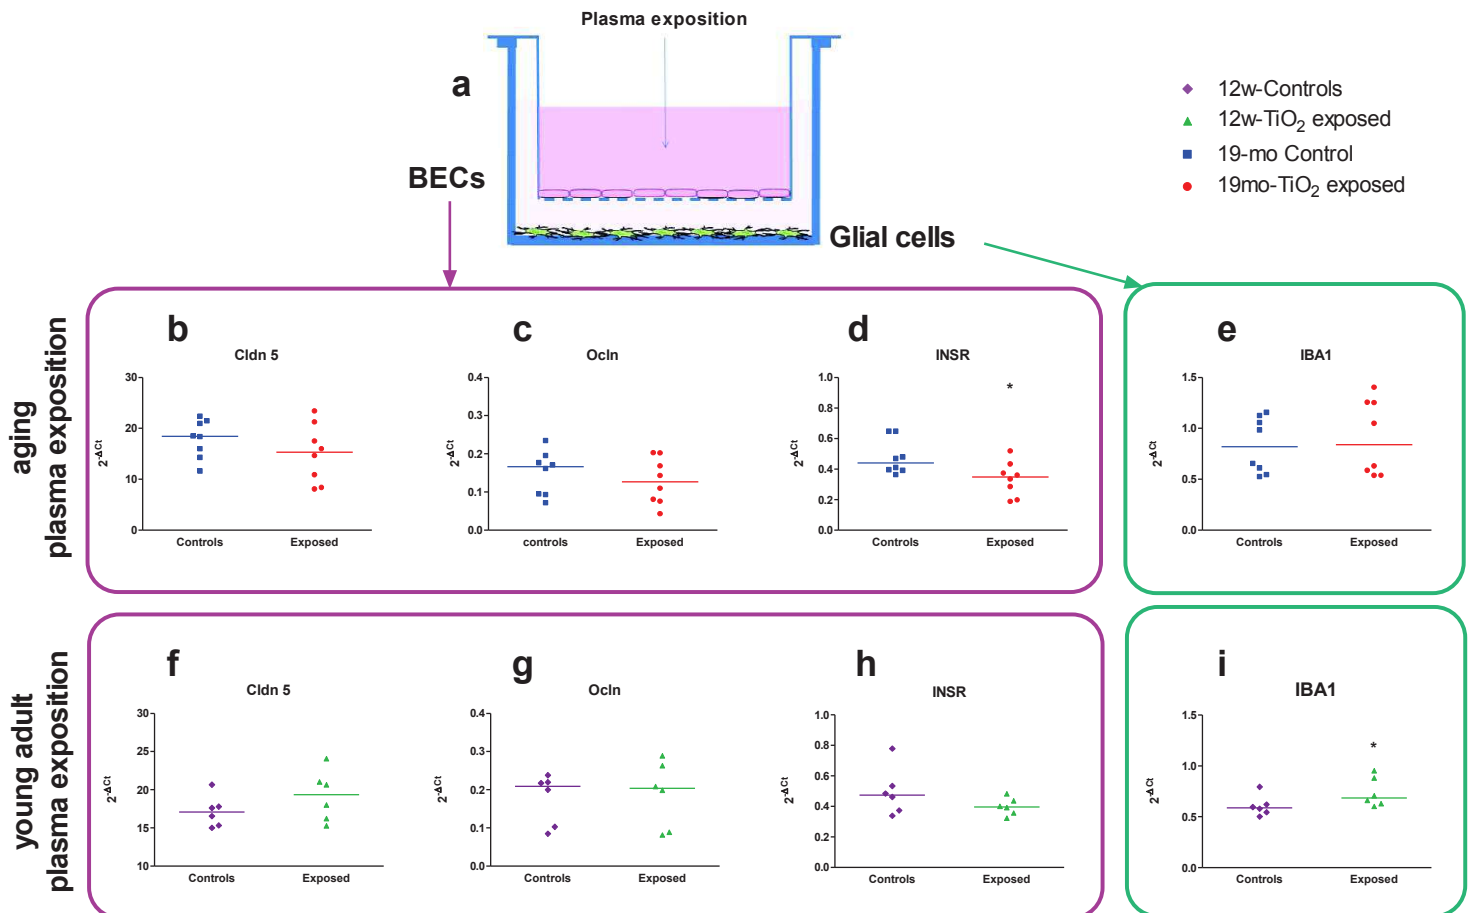 Plasma exposition
a
BECs
Glial cells
12w-Controls
12w-TiO2 exposed
19-mo Control
19mo-TiO2 exposed
aging
plasma exposition
b
Cldn 5
2-ΔCt
30
20
10
0
Controls
Exposed
c
Ocln
2-ΔCt
0.4
0.3
0.2
0.1
0.0
controls
Exposed
d
INSR
2-ΔCt
1.0
0.8
0.6
0.4
0.2
0.0
*
Controls
Exposed
e
IBA1
2-ΔCt
1.5
1.0
0.5
0.0
Controls
Exposed
young adult
plasma exposition
f
Cldn 5
2-ΔCt
30
25
20
15
10
Controls
Exposed
g
Ocln
2-ΔCt
0.4
0.3
0.2
0.1
0.0
Controls
Exposed
h
INSR
2-ΔCt
1.0
0.8
0.6
0.4
0.2
0.0
Controls
Exposed
i
IBA1
2-ΔCt
1.5
1.0
0.5
0.0
*
Controls
Exposed